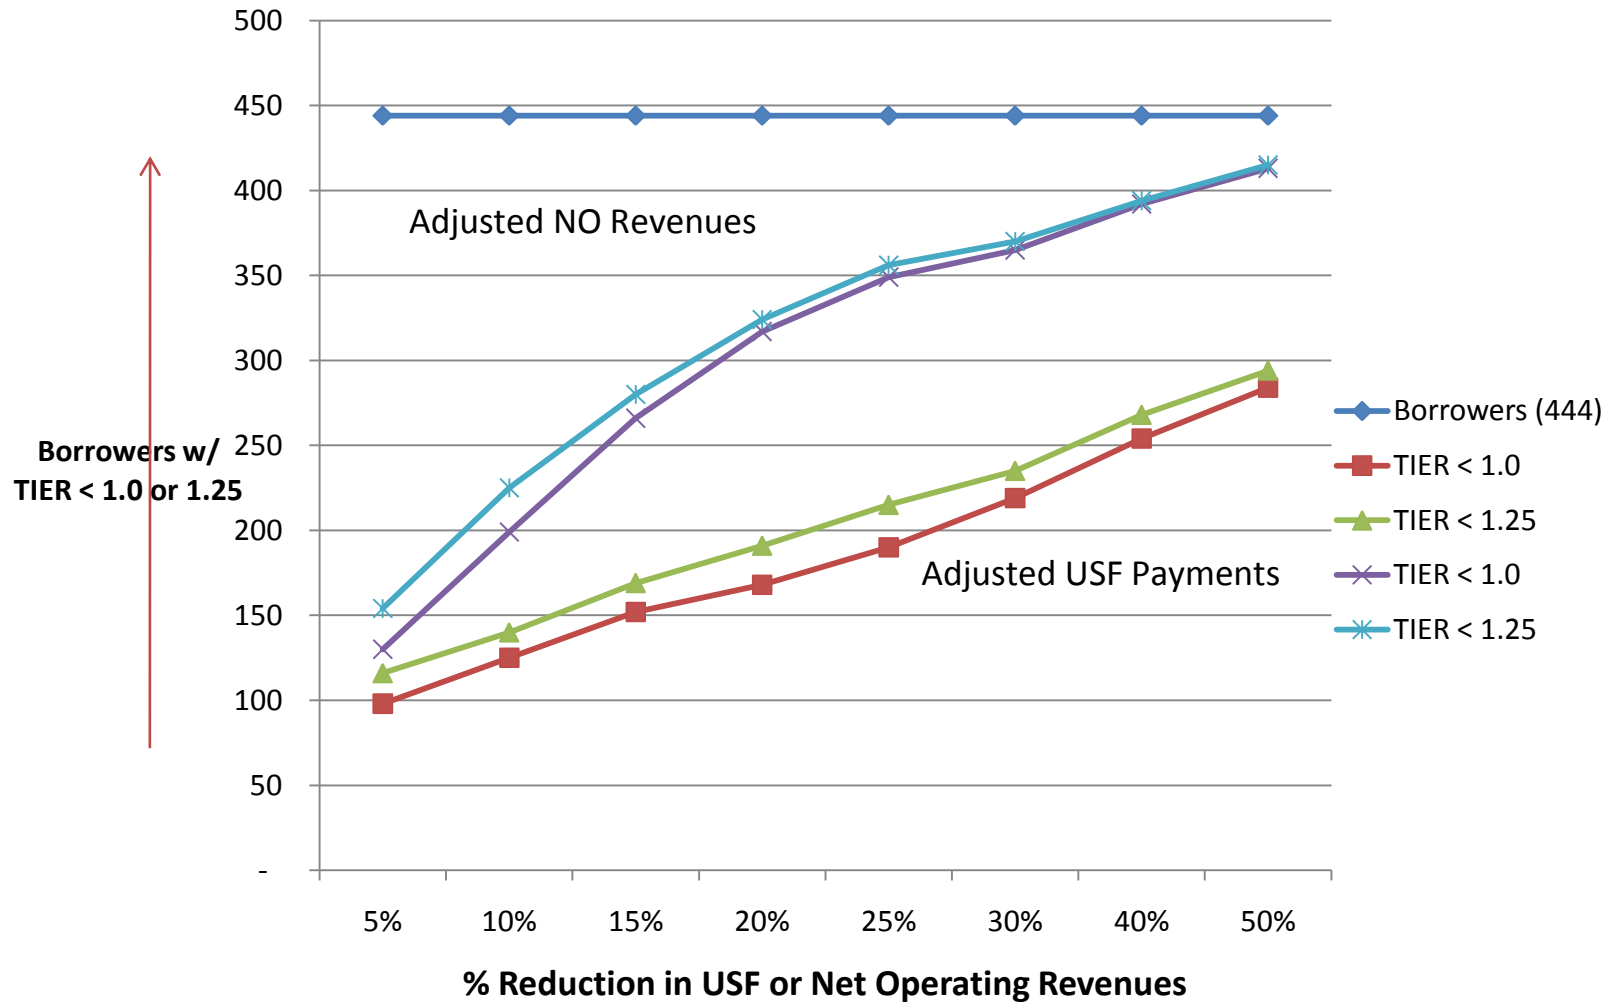 500
450
400
350
300
250
200
150
100
50
-
Adjusted NO Revenues
Borrowers w/
TIER < 1.0 or 1.25
Adjusted USF Payments
Borrowers (444)
TIER < 1.0
TIER < 1.25
TIER < 1.0
TIER < 1.25
5% 10% 15% 20% 25% 30% 40% 50%
% Reduction in USF or Net Operating Revenues